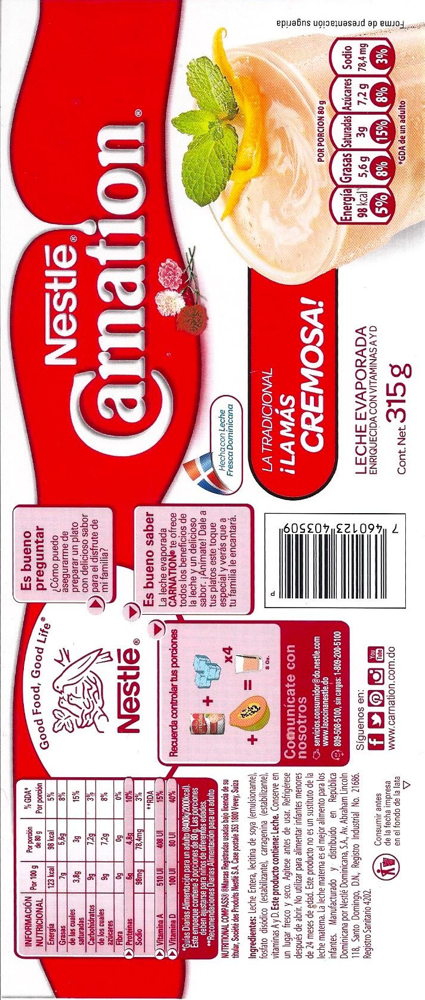 Nestlé®
Carnation®
Hecha con Leche
Fresca Dominicana
LA TRADICIONAL
¡LA MÁS
CREMOSA!
LECHE EVAPORADA
ENRIQUECIDA CON VITAMINAS A Y D
Cont. Net. 315 g
Forma de presentación sugerida
POR PORCION 80 g
Energía Grasas Saturadas Azúcares Sodio
98 kcal 5,6 g 3g 7,2 g 78,4 mg
5% 8% 15% 8% 3%
*GDA de un adulto
Es bueno
preguntar
¿Cómo puedo
asegurarme de
preparar un plato
con delicioso sabor
para el disfrute de
mi familia?
Es bueno saber
La leche evaporada
CARNATION® te ofrece
todos los beneficios de
la leche y un delicioso
sabor. ¡Anímate! Dale a
tus platos este toque
especial y verás que a
tu familia le encantará.
P
7 460123 403509
Good Food, Good Life®
Nestlé®
Recuerda controlar tus porciones
+
x4
+
=
8 Oz.
Comunícate con
nosotros
servicios.consumidor@do.nestle.com
www.lacocinanestle.do
809-508-5100, sin cargos: 1-809-200-5100
Síguenos en:
You
Tube
www.carnation.com.do
INFORMACIÓN NUTRICIONAL Por 100 g Por porción de 80 g % GDA* Por porción
Energía 123 kcal 98 kcal 5%
Grasas 7g 5,6g 8%
de las cuales saturadas 3,8g 3g 15%
Carbohidratos 9g 7,2g 3%
de los cuales azúcares 9g 7,2g 8%
Fibra 0g 0g 0%
Proteínas 6g 4,8g 10%
Sodio 98mg 78,4mg 3%
**RDA
Vitamina A 510 UI 408 UI 15%
Vitamina D 100 UI 80 UI 40%
*Guías Diarias Alimentación para un adulto (8400kj/2000kcal).
Este empaque contiene 3 porciones de 80 g. Las porciones
deben ajustarse para niños de diferentes edades.
**Recomendaciones Diarias Alimentación para un adulto
NUTRITIONAL COMPASS® ®Marcas Registradas usadas bajo licencia de su
titular, Société des Produits Nestlé S.A. Case postale 353 1800 Vevey, Suiza
Ingredientes: Leche Entera, lecitina de soya (emulsionante),
fosfato disódico (estabilizante), carragenina (estabilizante),
vitaminas A y D. Este producto contiene: Leche. Conserve en
un lugar fresco y seco. Agítese antes de usar. Refrigérese
después de abrir. No utilizar para alimentar infantes menores
de 24 meses de edad. Este producto no es un sustituto de la
leche materna. La leche materna es el mejor alimento para los
infantes. Manufacturado y distribuido en República
Dominicana por Nestlé Dominicana, S.A., Av. Abraham Lincoln
118, Santo Domingo, D.N., Registro Industrial No. 21686.
Registro Sanitario 4202.
Consumir antes
de la fecha impresa
en el fondo de la lata